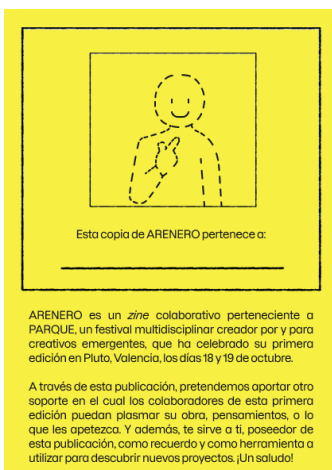 Esta copia de ARENERO pertenece a:
ARENERO es un zine colaborativo perteneciente a
PARQUE, un festival multidisciplinar creador por y para
creativos emergentes, que ha celebrado su primera
edición en Pluto, Valencia, los días 18 y 19 de octubre.
A través de esta publicación, pretendemos aportar otro
soporte en el cual los colaboradores de esta primera
edición puedan plasmar su obra, pensamientos, o lo
que les apetezca. Y además, te sirve a ti, poseedor de
esta publicación, como recuerdo y como herramienta a
utilizar para descubrir nuevos proyectos. ¡Un saludo!